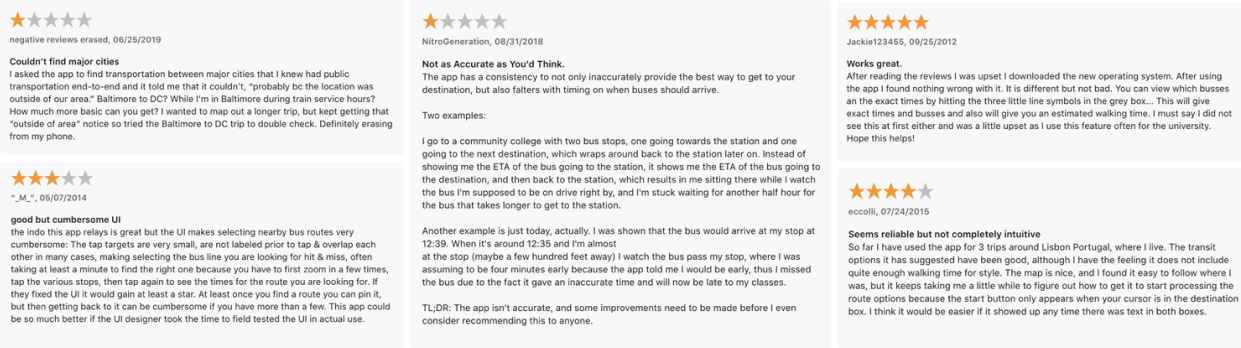 negative reviews erased, 06/25/2019
Couldn't find major cities
I asked the app to find transportation between major cities that I knew had public
transportation end-to-end and it told me that it couldn't, "probably bc the location was
outside of our area." Baltimore to DC? While I'm in Baltimore during train service hours?
How much more basic can you get? I wanted to map out a longer trip, but kept getting that
"outside of area" notice so tried the Baltimore to DC trip to double check. Definitely erasing
from my phone.
"_M_", 05/07/2014
good but cumbersome UI
the indo this app relays is great but the UI makes selecting nearby bus routes very
cumbersome: The tap targets are very small, are not labeled prior to tap & overlap each
other in many cases, making selecting the bus line you are looking for hit & miss, often
taking at least a minute to find the right one because you have to first zoom in a few times,
tap the various stops, then tap again to see the times for the route you are looking for. If
they fixed the UI it would gain at least a star. At least once you find a route you can pin it,
but then getting back to it can be cumbersome if you have more than a few. This app could
be so much better if the UI designer took the time to field tested the UI in actual use.
NitroGeneration, 08/31/2018
Not as Accurate as You'd Think.
The app has a consistency to not only inaccurately provide the best way to get to your
destination, but also falters with timing on when buses should arrive.
Two examples:
I go to a community college with two bus stops, one going towards the station and one
going to the next destination, which wraps around back to the station later on. Instead of
showing me the ETA of the bus going to the station, it shows me the ETA of the bus going to
the destination, and then back to the station, which results in me sitting there while I watch
the bus I'm supposed to be on drive right by, and I'm stuck waiting for another half hour for
the bus that takes longer to get to the station.
Another example is just today, actually. I was shown that the bus would arrive at my stop at
12:39. When it's around 12:35 and I'm almost
at the stop (maybe a few hundred feet away) I watch the bus pass my stop, where I was
assuming to be four minutes early because the app told me I would be early, thus I missed
the bus due to the fact it gave an inaccurate time and will now be late to my classes.
TL;DR: The app isn't accurate, and some improvements need to be made before I even
consider recommending this to anyone.
Jackie123455, 09/25/2012
Works great.
After reading the reviews I was upset I downloaded the new operating system. After using
the app I found nothing wrong with it. It is different but not bad. You can view which busses
an the exact times by hitting the three little line symbols in the grey box... This will give
exact times and busses and also will give you an estimated walking time. I must say I did not
see this at first either and was a little upset as I use this feature often for the university.
Hope this helps!
eccolli, 07/24/2015
Seems reliable but not completely intuitive
So far I have used the app for 3 trips around Lisbon Portugal, where I live. The transit
options it has suggested have been good, although I have the feeling it does not include
quite enough walking time for style. The map is nice, and I found it easy to follow where I
was, but it keeps taking me a little while to figure out how to get it to start processing the
route options because the start button only appears when your cursor is in the destination
box. I think it would be easier if it showed up any time there was text in both boxes.